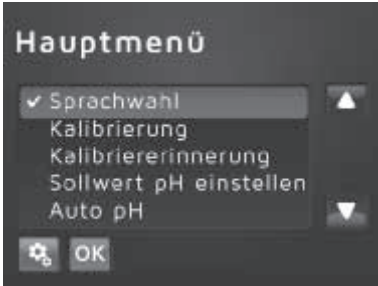 Hauptmenü
Sprachwahl
Kalibrierung
Kalibriererinnerung
Sollwert pH einstellen
Auto pH
OK